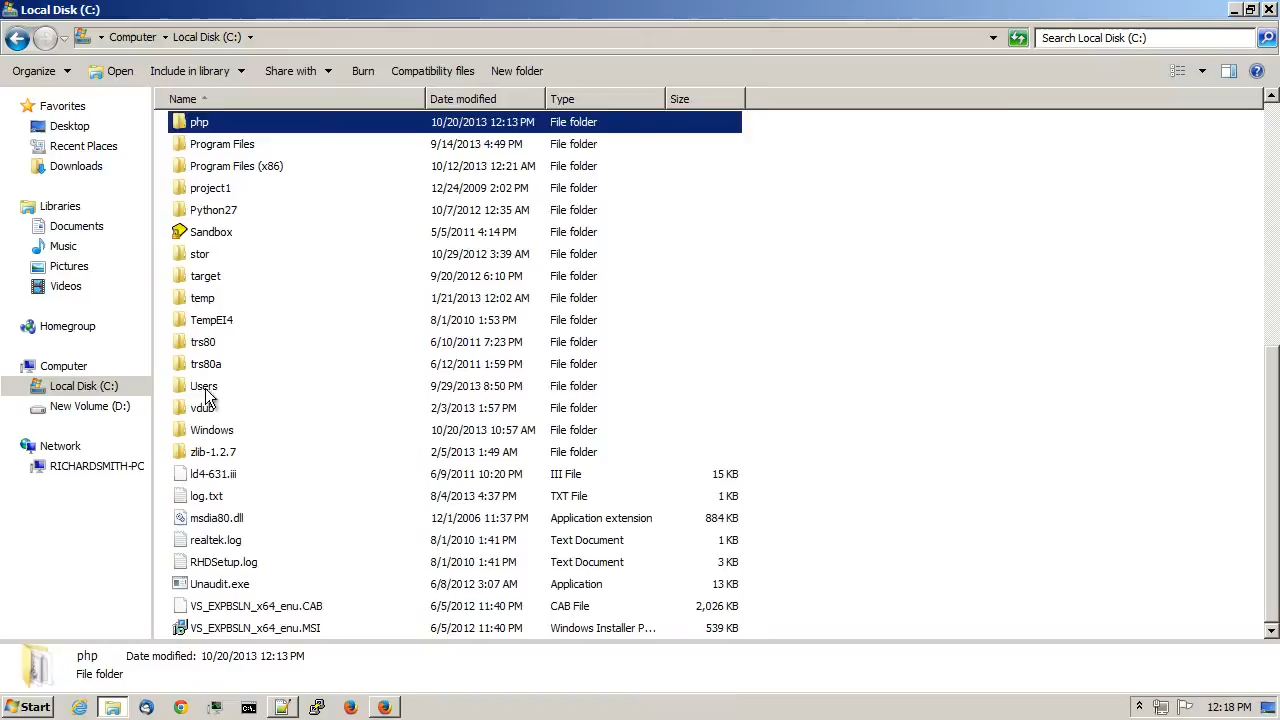 Local Disk (C:)
Computer Local Disk (C:) Search Local Disk (C:)
Organize Open Include in library Share with Burn Compatibility files New folder
Name Date modified Type Size
Favorites
Desktop
Recent Places
Downloads
Libraries
Documents
Music
Pictures
Videos
Homegroup
Computer
Local Disk (C:)
New Volume (D:)
Network
RICHARDSMITH-PC
php 10/20/2013 12:13 PM File folder
Program Files 9/14/2013 4:49 PM File folder
Program Files (x86) 10/12/2013 12:21 AM File folder
project1 12/24/2009 2:02 PM File folder
Python27 10/7/2012 12:35 AM File folder
Sandbox 5/5/2011 4:14 PM File folder
stor 10/29/2012 3:39 AM File folder
target 9/20/2012 6:10 PM File folder
temp 1/21/2013 12:02 AM File folder
TempEI4 8/1/2010 1:53 PM File folder
trs80 6/10/2011 7:23 PM File folder
trs80a 6/12/2011 1:59 PM File folder
Users 9/29/2013 8:50 PM File folder
vdub 2/3/2013 1:57 PM File folder
Windows 10/20/2013 10:57 AM File folder
zlib-1.2.7 2/5/2013 1:49 AM File folder
ld4-631.iii 6/9/2011 10:20 PM III File 15 KB
log.txt 8/4/2013 4:37 PM TXT File 1 KB
msdia80.dll 12/1/2006 11:37 PM Application extension 884 KB
realtek.log 8/1/2010 1:41 PM Text Document 1 KB
RHDSetup.log 8/1/2010 1:41 PM Text Document 3 KB
Unaudit.exe 6/8/2012 3:07 AM Application 13 KB
VS_EXPBSLN_x64_enu.CAB 6/5/2012 11:40 PM CAB File 2,026 KB
VS_EXPBSLN_x64_enu.MSI 6/5/2012 11:40 PM Windows Installer P... 539 KB
php Date modified: 10/20/2013 12:13 PM
File folder
Start 12:18 PM